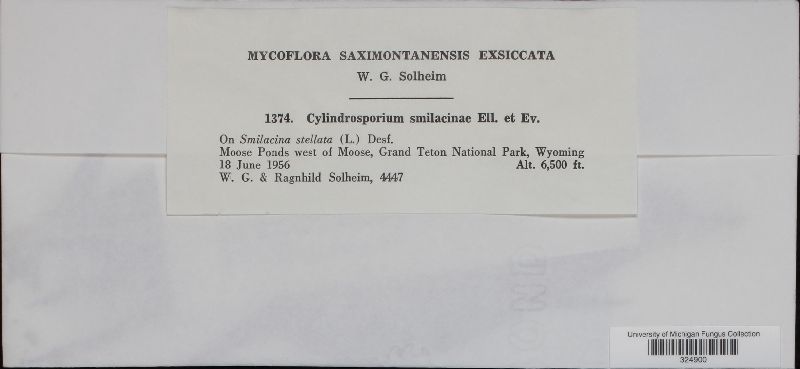 MYCOFLORA SAXIMONTANENSIS EXSICCATA
W. G. Solheim
1374. Cylindrosporium smilacinae Ell. et Ev.
On Smilacina stellata (L.) Desf.
Moose Ponds west of Moose, Grand Teton National Park, Wyoming
18 June 1956 Alt. 6,500 ft.
W. G. & Ragnhild Solheim, 4447
University of Michigan Fungus Collection
324900